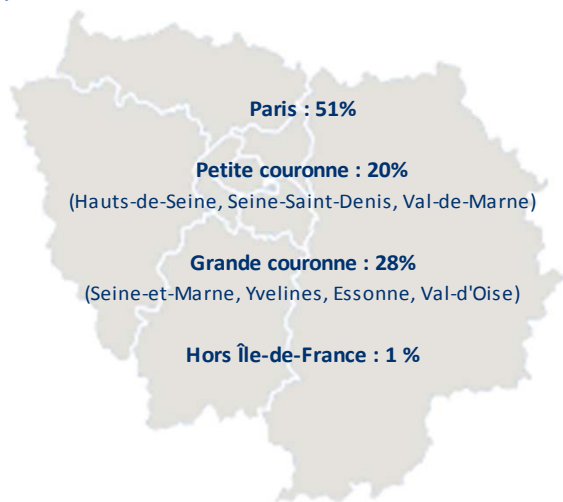 Paris : 51%
Petite couronne : 20%
(Hauts-de-Seine, Seine-Saint-Denis, Val-de-Marne)
Grande couronne : 28%
(Seine-et-Marne, Yvelines, Essonne, Val-d'Oise)
Hors Île-de-France : 1 %